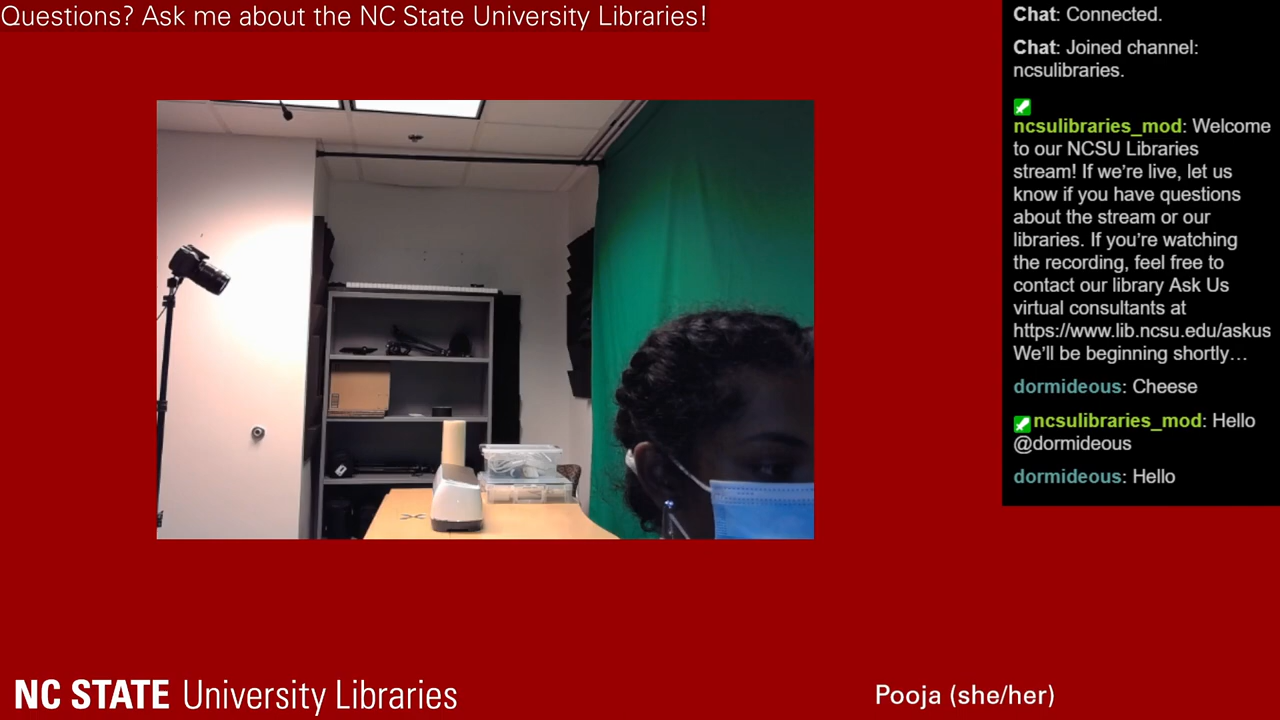 Questions? Ask me about the NC State University Libraries!
Chat: Connected.
Chat: Joined channel:
ncsulibraries.
ncsulibraries_mod: Welcome
to our NCSU Libraries
stream! If we’re live, let us
know if you have questions
about the stream or our
libraries. If you’re watching
the recording, feel free to
contact our library Ask Us
virtual consultants at
https://www.lib.ncsu.edu/askus
We’ll be beginning shortly…
dormideous: Cheese
ncsulibraries_mod: Hello
@dormideous
dormideous: Hello
NC STATE University Libraries
Pooja (she/her)